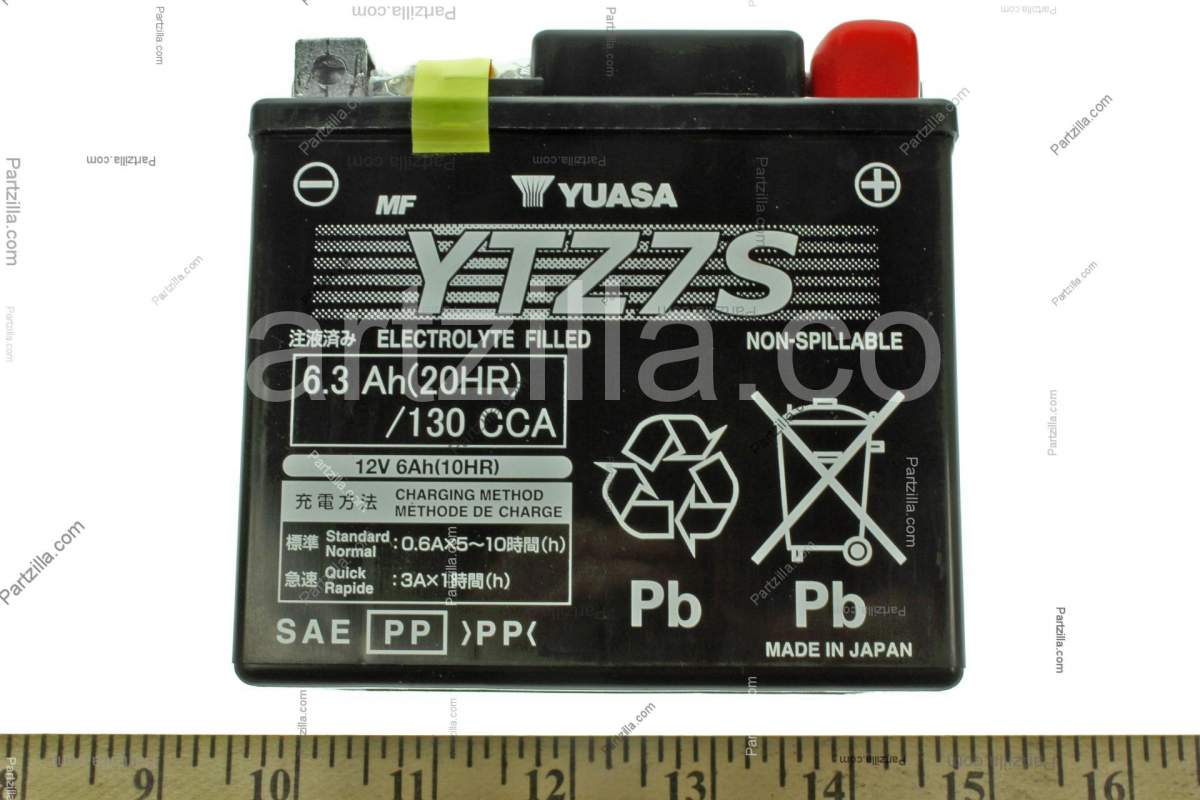 YUASA
MF
YTZ7S
注液済み ELECTROLYTE FILLED
NON-SPILLABLE
6.3 Ah(20HR)
/130 CCA
12V 6Ah(10HR)
充電方法 CHARGING METHOD
MÉTHODE DE CHARGE
標準 Standard Normal :0.6A×5～10時間(h)
急速 Quick Rapide :3A×1時間(h)
SAE PP >PP<
Pb
Pb
MADE IN JAPAN
artzilla.co
Partzilla.com
9 10 11 12 13 14 15 16